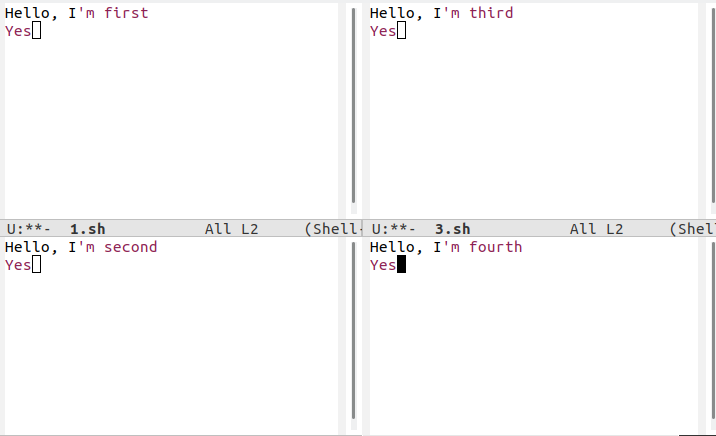 Hello, I'm first
Yes
U:**-  1.sh           All L2     (Shell-
Hello, I'm second
Yes
Hello, I'm third
Yes
U:**-  3.sh           All L2     (Shel
Hello, I'm fourth
Yes